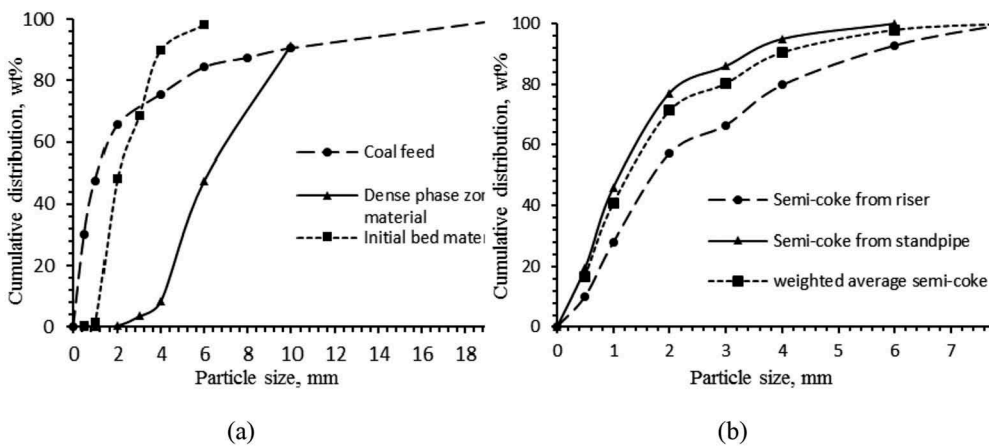 100
80
60
40
20
0
Cumulative distribution, wt%
Coal feed
Dense phase zor
material
Initial bed mater
0 2 4 6 8 10 12 14 16 18
Particle size, mm
(a)
100
80
60
40
20
0
Cumulative distribution, wt%
Semi-coke from riser
Semi-coke from standpipe
weighted average semi-coke
0 1 2 3 4 5 6 7
Particle size, mm
(b)